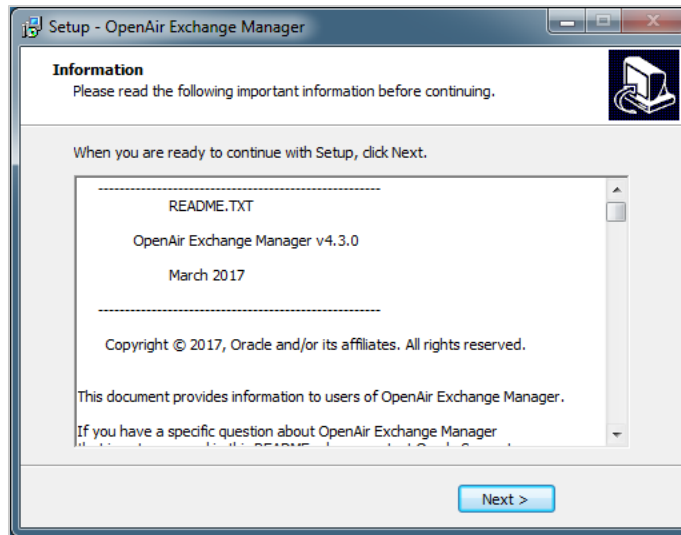 Setup - OpenAir Exchange Manager
Information
Please read the following important information before continuing.
When you are ready to continue with Setup, click Next.
-----------------------------------------------------
README.TXT
OpenAir Exchange Manager v4.3.0
March 2017
-----------------------------------------------------
Copyright © 2017, Oracle and/or its affiliates. All rights reserved.
This document provides information to users of OpenAir Exchange Manager.
If you have a specific question about OpenAir Exchange Manager
Next >